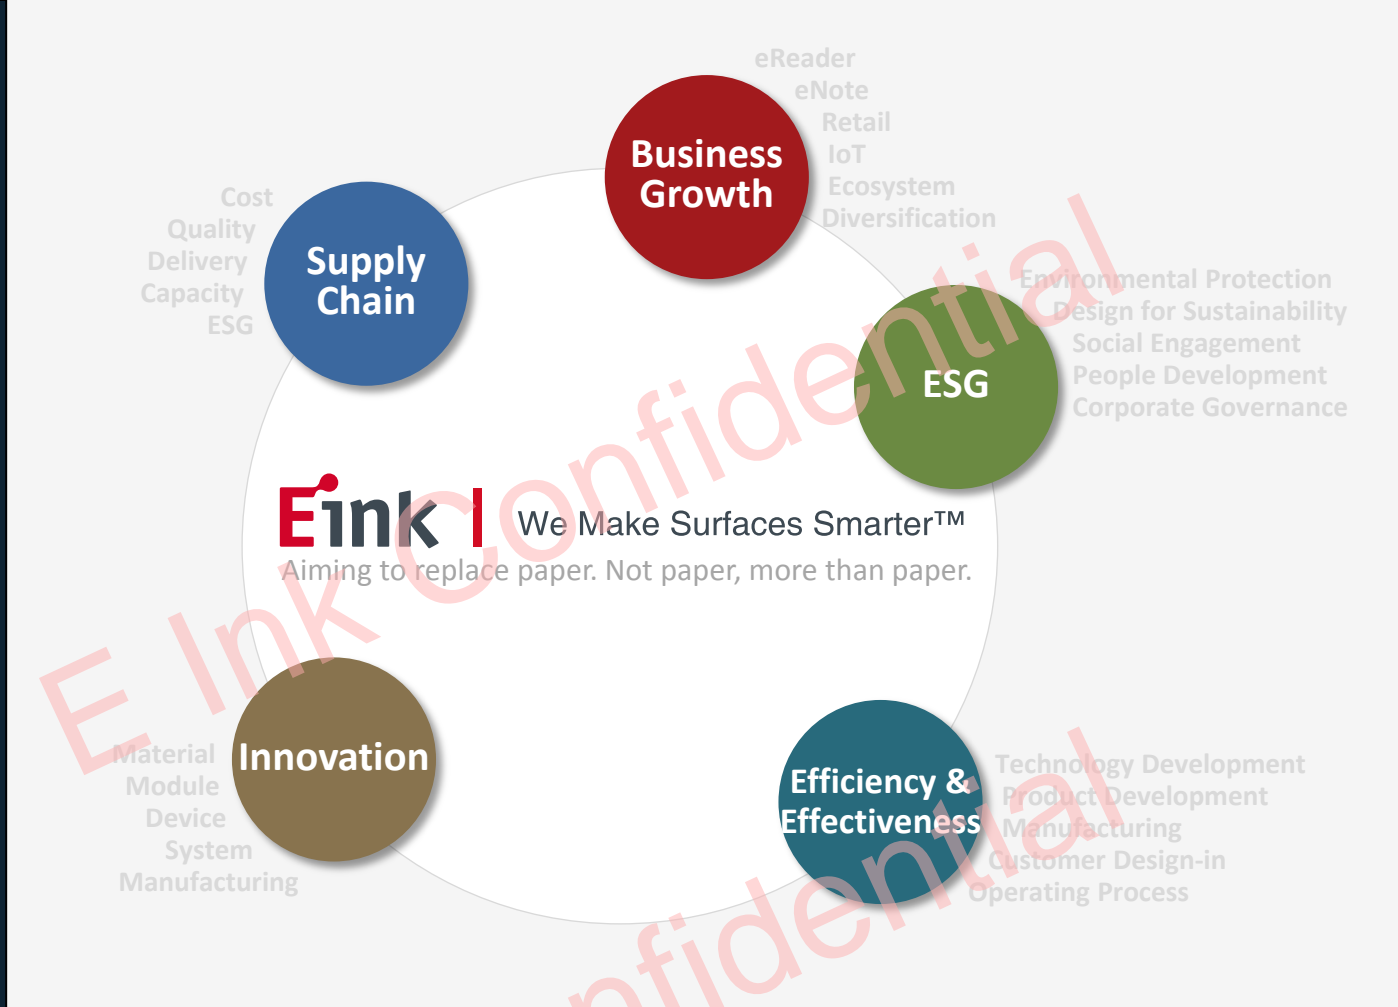 eReader
eNote
Retail
IoT
Ecosystem
Diversification
Business
Growth
Cost
Quality
Delivery
Capacity
ESG
Supply
Chain
Environmental Protection
Design for Sustainability
Social Engagement
People Development
Corporate Governance
ESG
E Ink | We Make Surfaces Smarter™
Aiming to replace paper. Not paper, more than paper.
E Ink Confidential
Innovation
Material
Module
Device
System
Manufacturing
Efficiency &
Effectiveness
Technology Development
Product Development
Manufacturing
Customer Design-in
Operating Process
nfidential